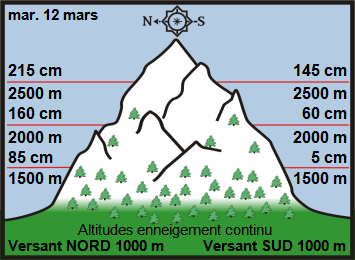 mar. 12 mars
N S
215 cm 145 cm
2500 m 2500 m
160 cm 60 cm
2000 m 2000 m
85 cm 5 cm
1500 m 1500 m
Altitudes enneigement continu
Versant NORD 1000 m Versant SUD 1000 m